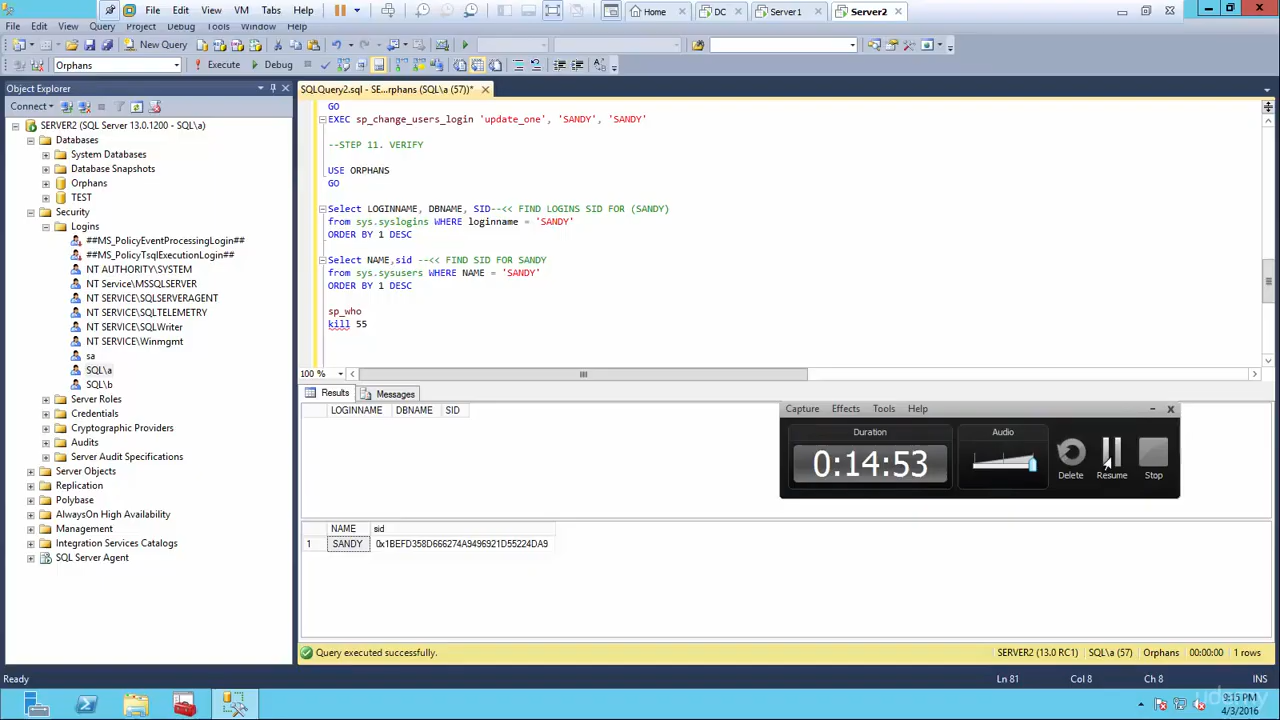 File Edit View VM Tabs Help Home DC Server1 Server2
File Edit View Query Project Debug Tools Window Help
New Query
Orphans Execute Debug
Object Explorer
SQLQuery2.sql - SE...rphans (SQL\a (57))*
Connect
SERVER2 (SQL Server 13.0.1200 - SQL\a)
Databases
System Databases
Database Snapshots
Orphans
TEST
Security
Logins
##MS_PolicyEventProcessingLogin##
##MS_PolicyTsqlExecutionLogin##
NT AUTHORITY\SYSTEM
NT Service\MSSQLSERVER
NT SERVICE\SQLSERVERAGENT
NT SERVICE\SQLTELEMETRY
NT SERVICE\SQLWriter
NT SERVICE\Winmgmt
sa
SQL\a
SQL\b
Server Roles
Credentials
Cryptographic Providers
Audits
Server Audit Specifications
Server Objects
Replication
Polybase
AlwaysOn High Availability
Management
Integration Services Catalogs
SQL Server Agent
GO
EXEC sp_change_users_login 'update_one', 'SANDY', 'SANDY'
--STEP 11. VERIFY
USE ORPHANS
GO
Select LOGINNAME, DBNAME, SID--<< FIND LOGINS SID FOR (SANDY)
from sys.syslogins WHERE loginname = 'SANDY'
ORDER BY 1 DESC
Select NAME,sid --<< FIND SID FOR SANDY
from sys.sysusers WHERE NAME = 'SANDY'
ORDER BY 1 DESC
sp_who
kill 55
100 %
Results Messages
LOGINNAME DBNAME SID
NAME sid
1 SANDY 0x1BEFD358D666274A9496921D55224DA9
Capture Effects Tools Help
Duration Audio
0:14:53
Delete Resume Stop
Query executed successfully.
SERVER2 (13.0 RC1) SQL\a (57) Orphans 00:00:00 1 rows
Ready Ln 81 Col 8 Ch 8 INS
udemy
9:15 PM
4/3/2016